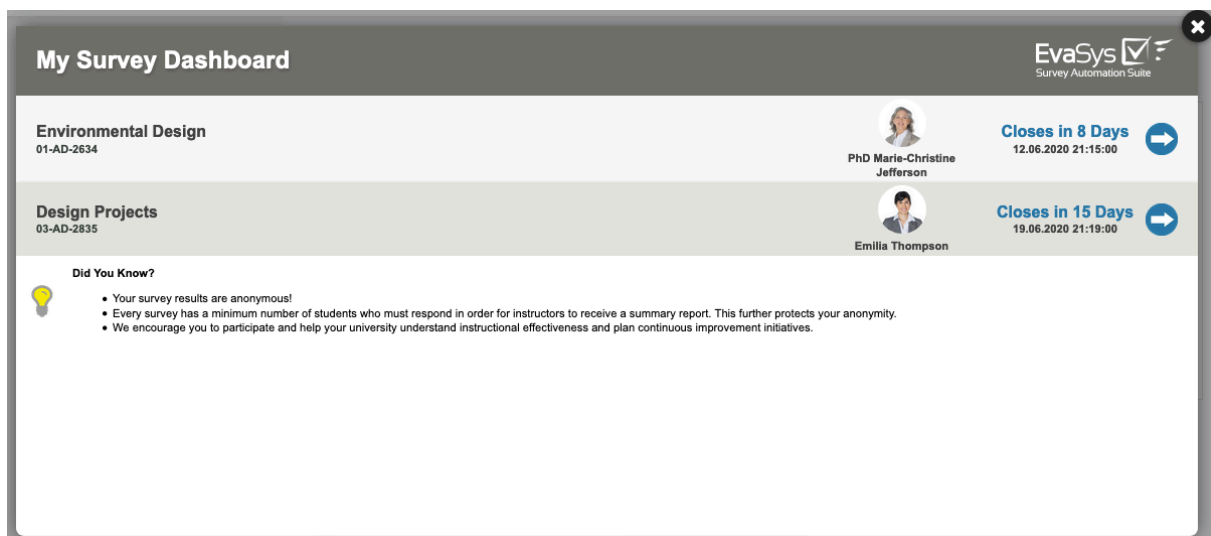 My Survey Dashboard
EvaSys
Survey Automation Suite
Environmental Design
01-AD-2634
PhD Marie-Christine
Jefferson
Closes in 8 Days
12.06.2020 21:15:00
Design Projects
03-AD-2835
Emilia Thompson
Closes in 15 Days
19.06.2020 21:19:00
Did You Know?
• Your survey results are anonymous!
• Every survey has a minimum number of students who must respond in order for instructors to receive a summary report. This further protects your anonymity.
• We encourage you to participate and help your university understand instructional effectiveness and plan continuous improvement initiatives.